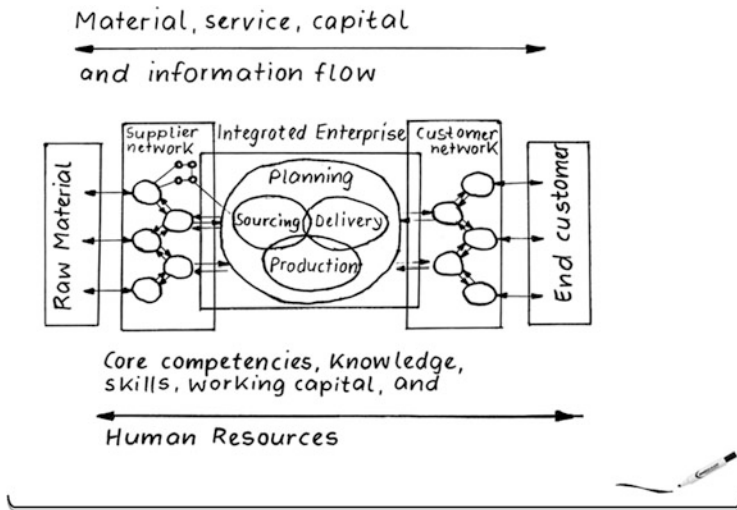 Material, service, capital
and information flow
Supplier
network
Integrated Enterprise
Customer
network
Raw Material
Planning
Sourcing
Delivery
Production
End customer
Core competencies, Knowledge,
skills, working capital, and
Human Resources